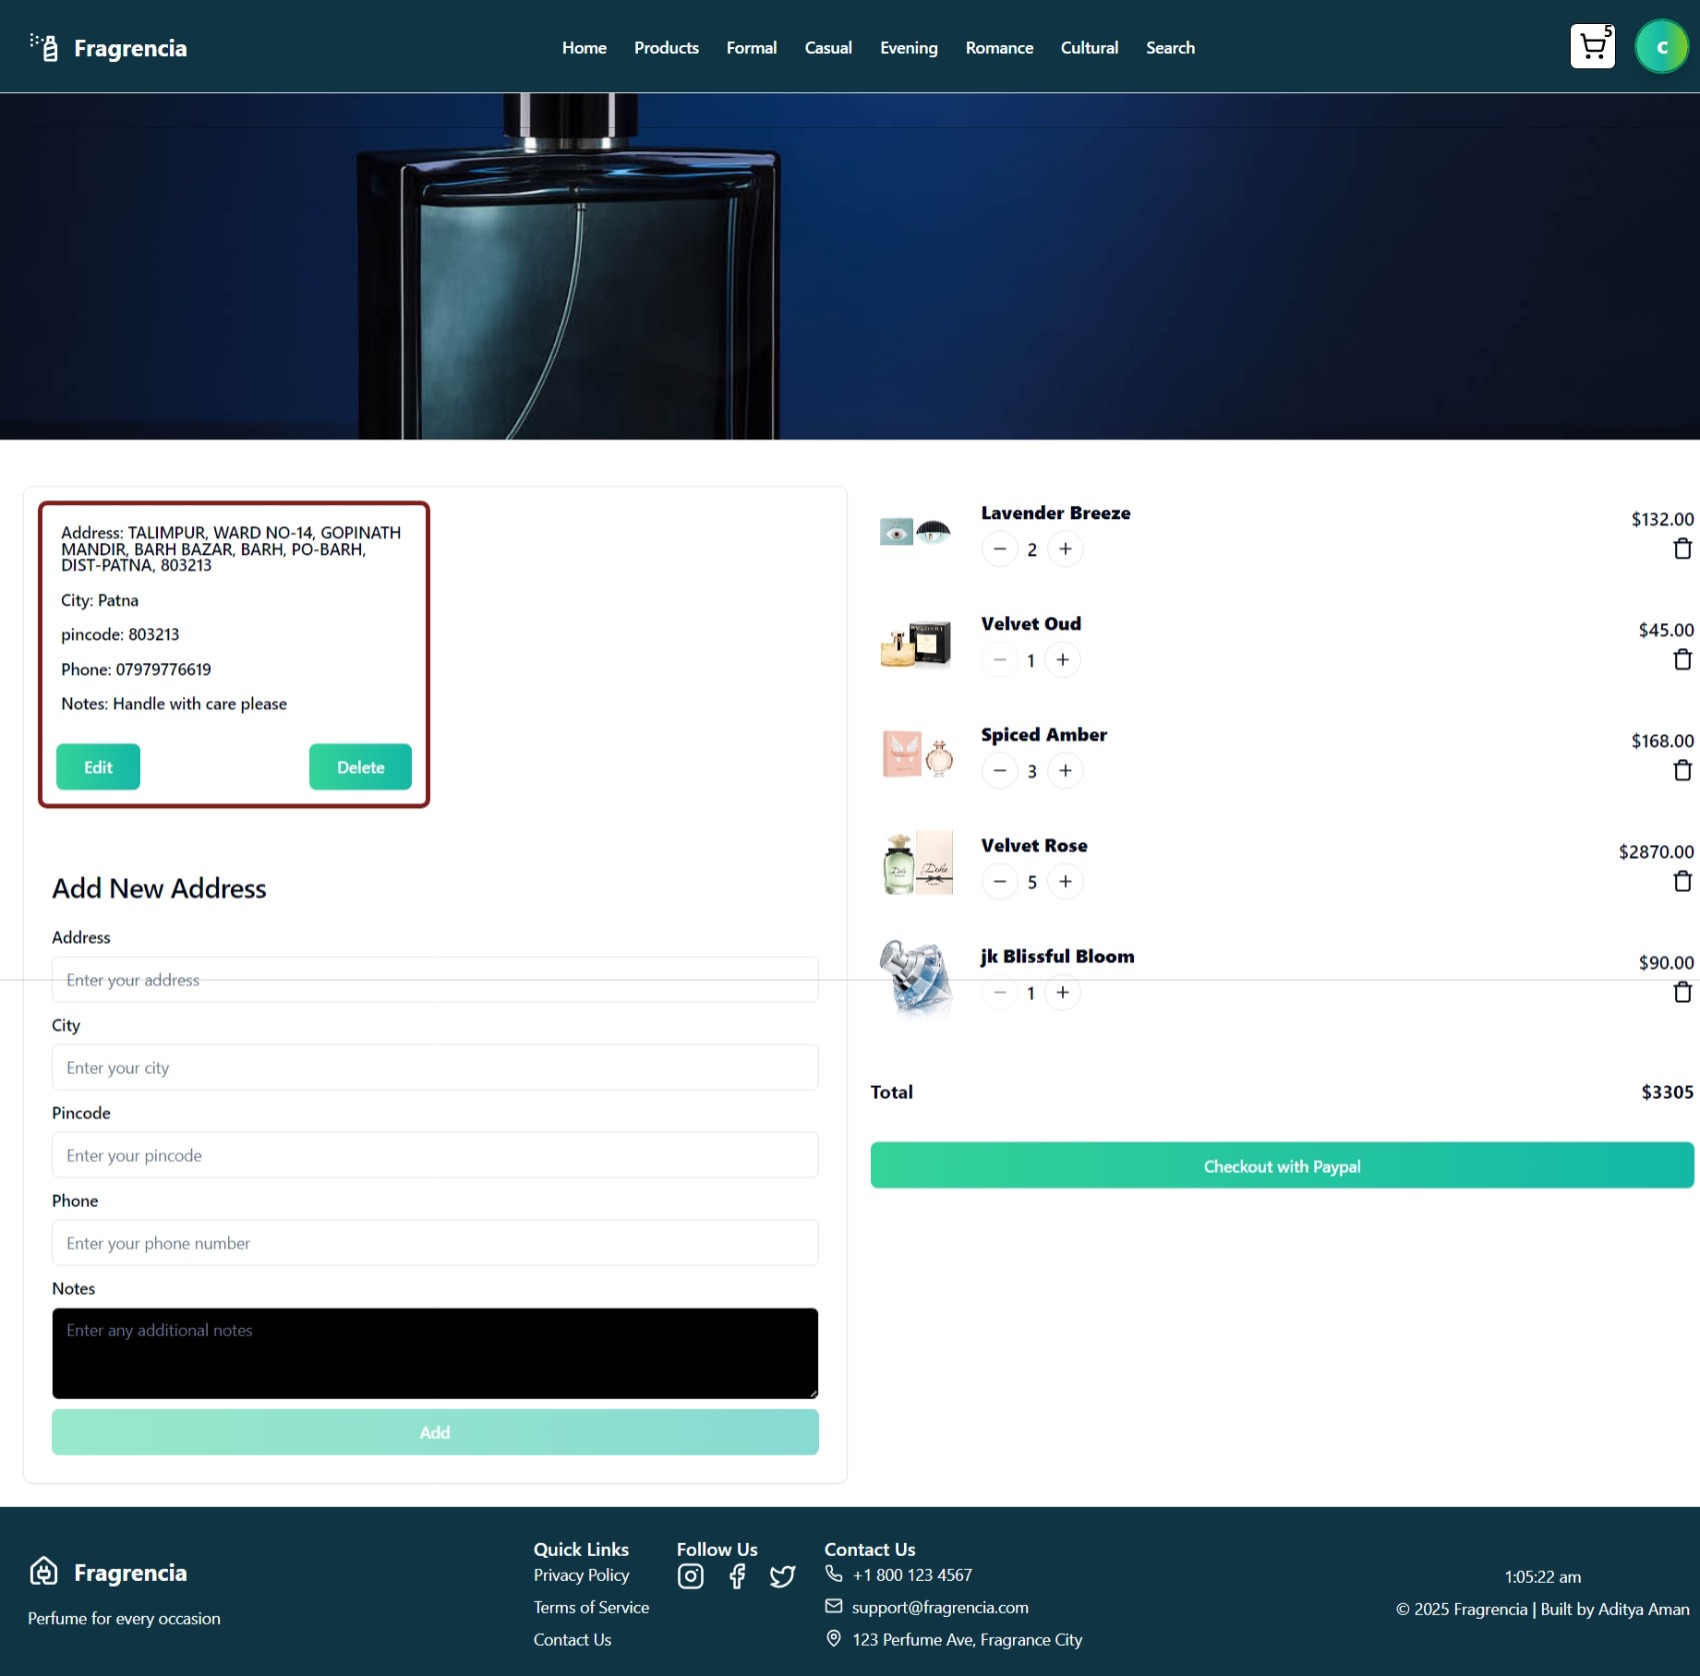 Fragrencia
Home Products Formal Casual Evening Romance Cultural Search
5
C
Address: TALIMPUR, WARD NO-14, GOPINATH
MANDIR, BARH BAZAR, BARH, PO-BARH,
DIST-PATNA, 803213
City: Patna
pincode: 803213
Phone: 07979776619
Notes: Handle with care please
Edit Delete
Add New Address
Address
Enter your address
City
Enter your city
Pincode
Enter your pincode
Phone
Enter your phone number
Notes
Enter any additional notes
Add
Lavender Breeze
$132.00
2
Velvet Oud
$45.00
1
Spiced Amber
$168.00
3
Velvet Rose
$2870.00
5
jk Blissful Bloom
$90.00
1
Total $3305
Checkout with Paypal
Fragrencia
Perfume for every occasion
Quick Links
Privacy Policy
Terms of Service
Contact Us
Follow Us
Contact Us
+1 800 123 4567
support@fragrencia.com
123 Perfume Ave, Fragrance City
1:05:22 am
© 2025 Fragrencia | Built by Aditya Aman